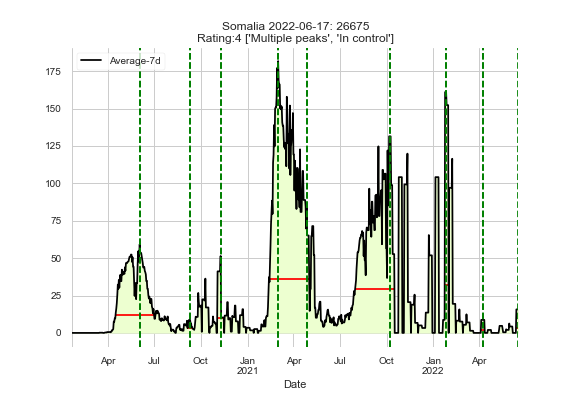 Somalia 2022-06-17: 26675
Rating:4 ['Multiple peaks', 'In control']
Average-7d
175
150
125
100
75
50
25
0
Apr Jul Oct Jan Apr Jul Oct Jan Apr
2021 2022
Date